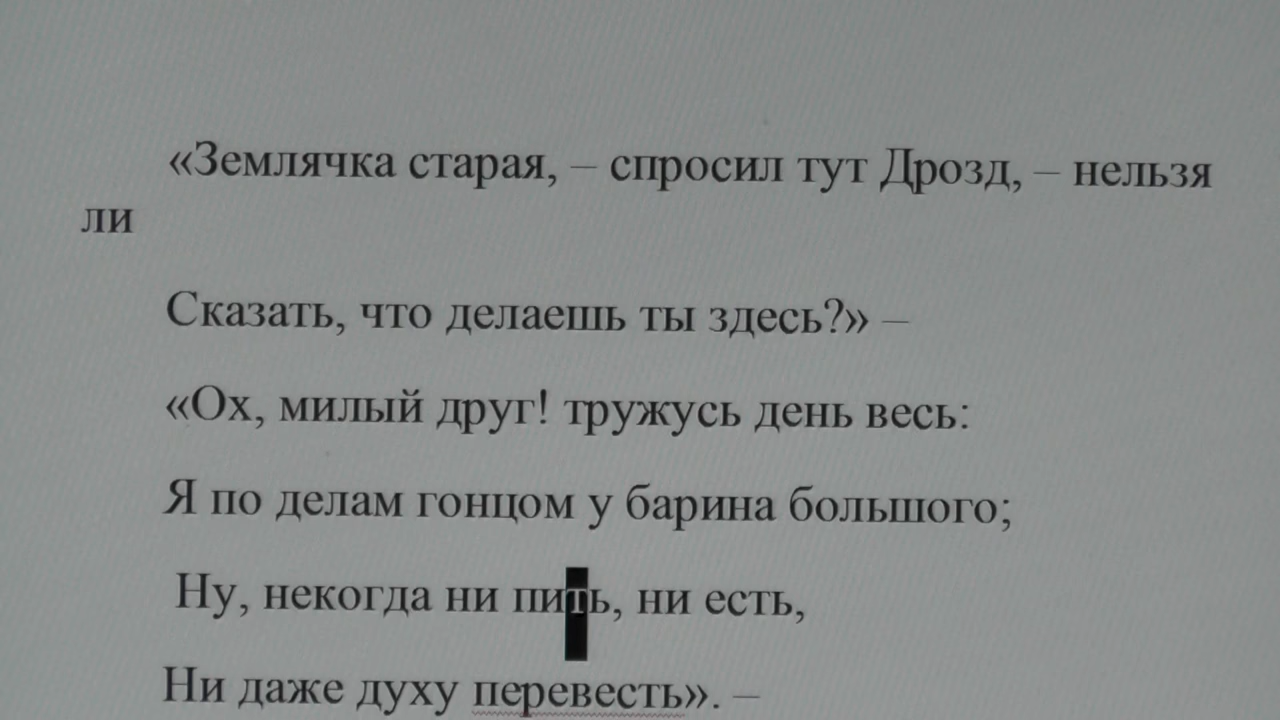 «Землячка старая, – спросил тут Дрозд, – нельзя
ли
Сказать, что делаешь ты здесь?» –
«Ох, милый друг! тружусь день весь:
Я по делам гонцом у барина большого;
Ну, некогда ни пить, ни есть,
Ни даже духу перевесть». –